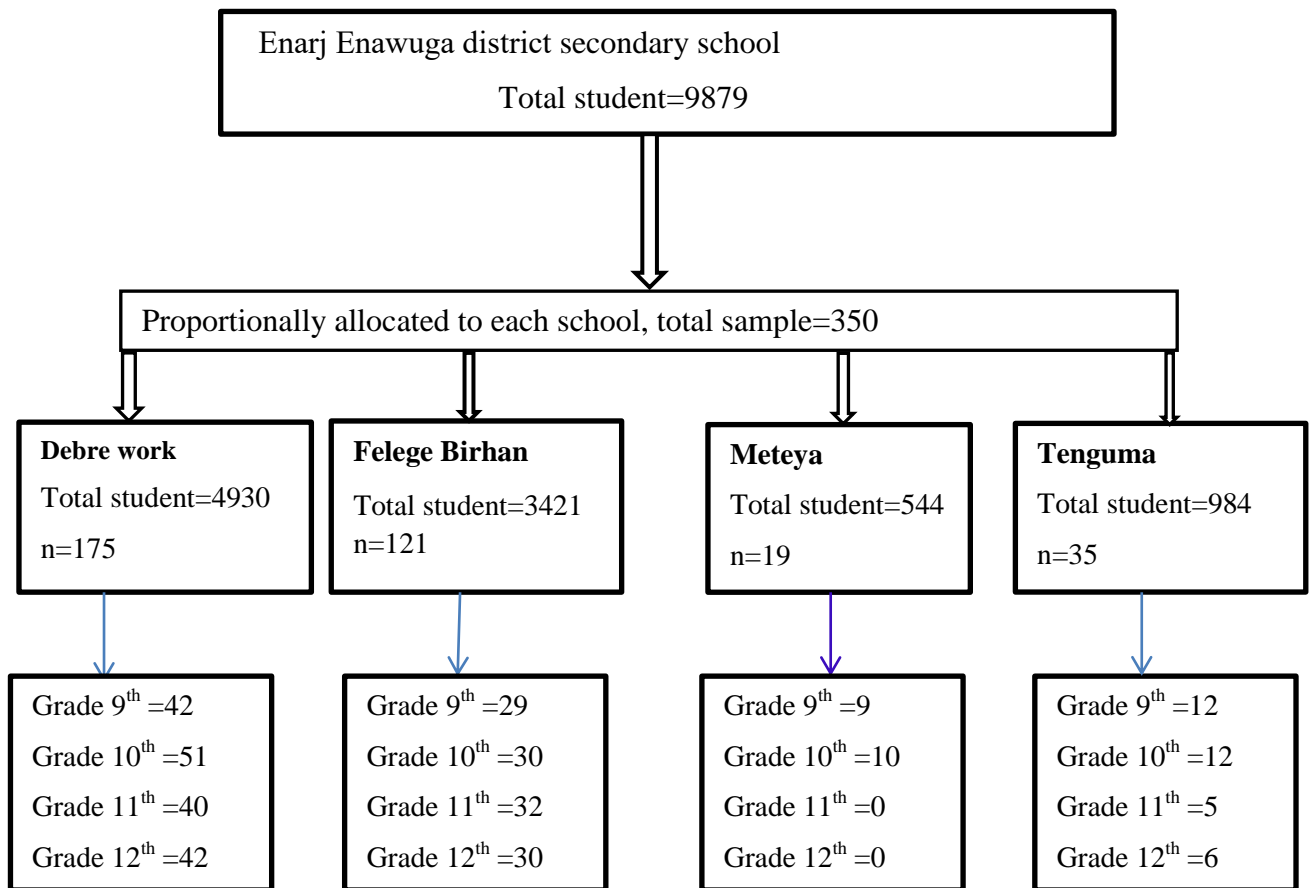 Enarj Enawuga district secondary school
Total student=9879
Proportionally allocated to each school, total sample=350
Debre work
Total student=4930
n=175
Felege Birhan
Total student=3421
n=121
Meteya
Total student=544
n=19
Tenguma
Total student=984
n=35
Grade 9th =42
Grade 10th =51
Grade 11th =40
Grade 12th =42
Grade 9th =29
Grade 10th =30
Grade 11th =32
Grade 12th =30
Grade 9th =9
Grade 10th =10
Grade 11th =0
Grade 12th =0
Grade 9th =12
Grade 10th =12
Grade 11th =5
Grade 12th =6